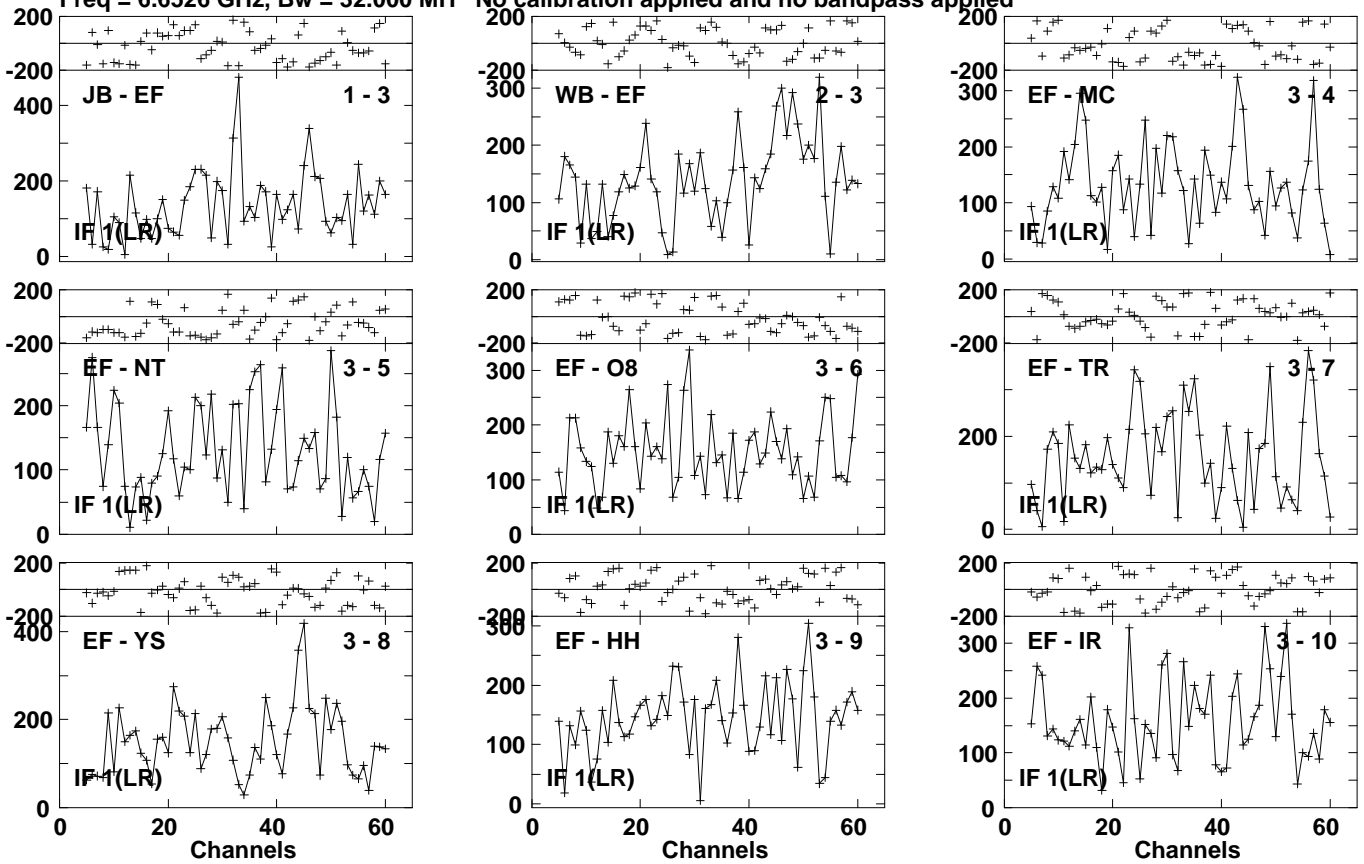 Freq = 6.6526 GHz, Bw = 32.000 MH No calibration applied and no bandpass applied
200 200 200
-200 -200 -200
JB - EF 1 - 3 WB - EF 2 - 3 EF - MC 3 - 4
400 300 300
200 200 200
100 100
IF 1(LR) IF 1(LR) IF 1(LR)
0 0 0
200 200 200
-200 -200 -200
EF - NT 3 - 5 EF - O8 3 - 6 EF - TR 3 - 7
200 300 200
100 200
100
IF 1(LR) IF 1(LR) IF 1(LR)
0 0 0
200 200 200
-200 -200 -200
400 300 300
EF - YS 3 - 8 EF - HH 3 - 9 EF - IR 3 - 10
200 200 200
100 100
IF 1(LR) IF 1(LR) IF 1(LR)
0 0 0
0 20 40 60 0 20 40 60 0 20 40 60
Channels Channels Channels